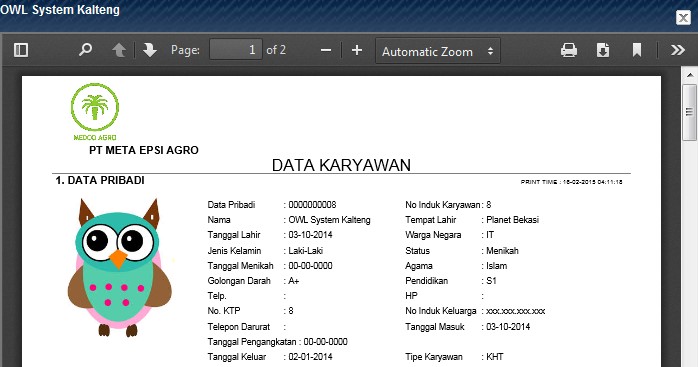 OWL System Kalteng
Page: 1 of 2 Automatic Zoom
MEDCO AGRO
PT META EPSI AGRO
DATA KARYAWAN
1. DATA PRIBADI PRINT TIME : 16-02-2015 04:11:18
Data Pribadi : 0000000008 No Induk Karyawan : 8
Nama : OWL System Kalteng Tempat Lahir : Planet Bekasi
Tanggal Lahir : 03-10-2014 Warga Negara : IT
Jenis Kelamin : Laki-Laki Status : Menikah
Tanggal Menikah : 00-00-0000 Agama : Islam
Golongan Darah : A+ Pendidikan : S1
Telp. : HP :
No. KTP : 8 No Induk Keluarga : xxx.xxx.xxx.xxx
Telepon Darurat : Tanggal Masuk : 03-10-2014
Tanggal Pengangkatan : 00-00-0000
Tanggal Keluar : 02-01-2014 Tipe Karyawan : KHT